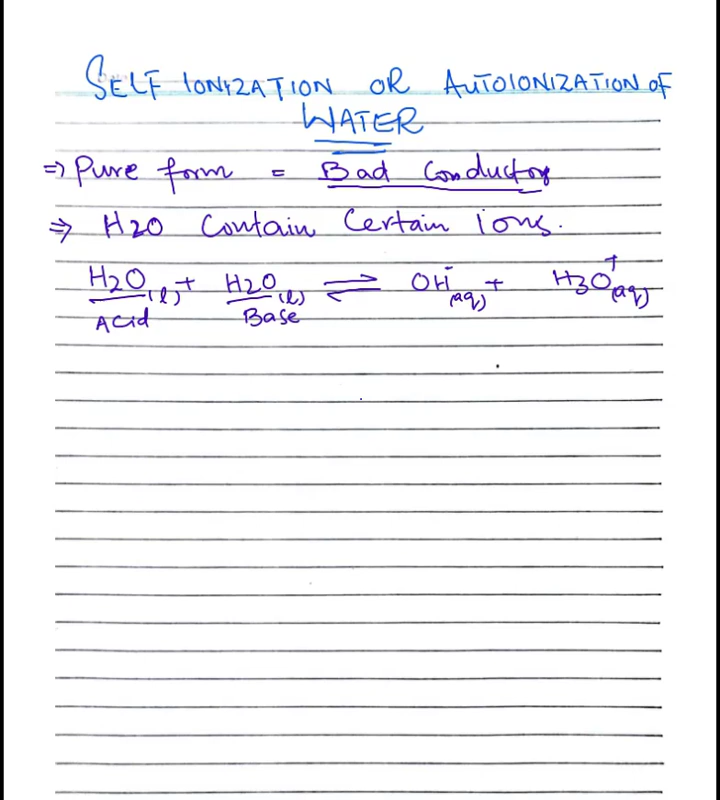 SELF IONIZATION OR AUTOIONIZATION OF
WATER
⇒ Pure form = Bad Conductor
⇒ H2O Contain Certain ions.
H2O(l) + H2O(l) ⇌ OH⁻(aq) + H3O⁺(aq)
Acid Base